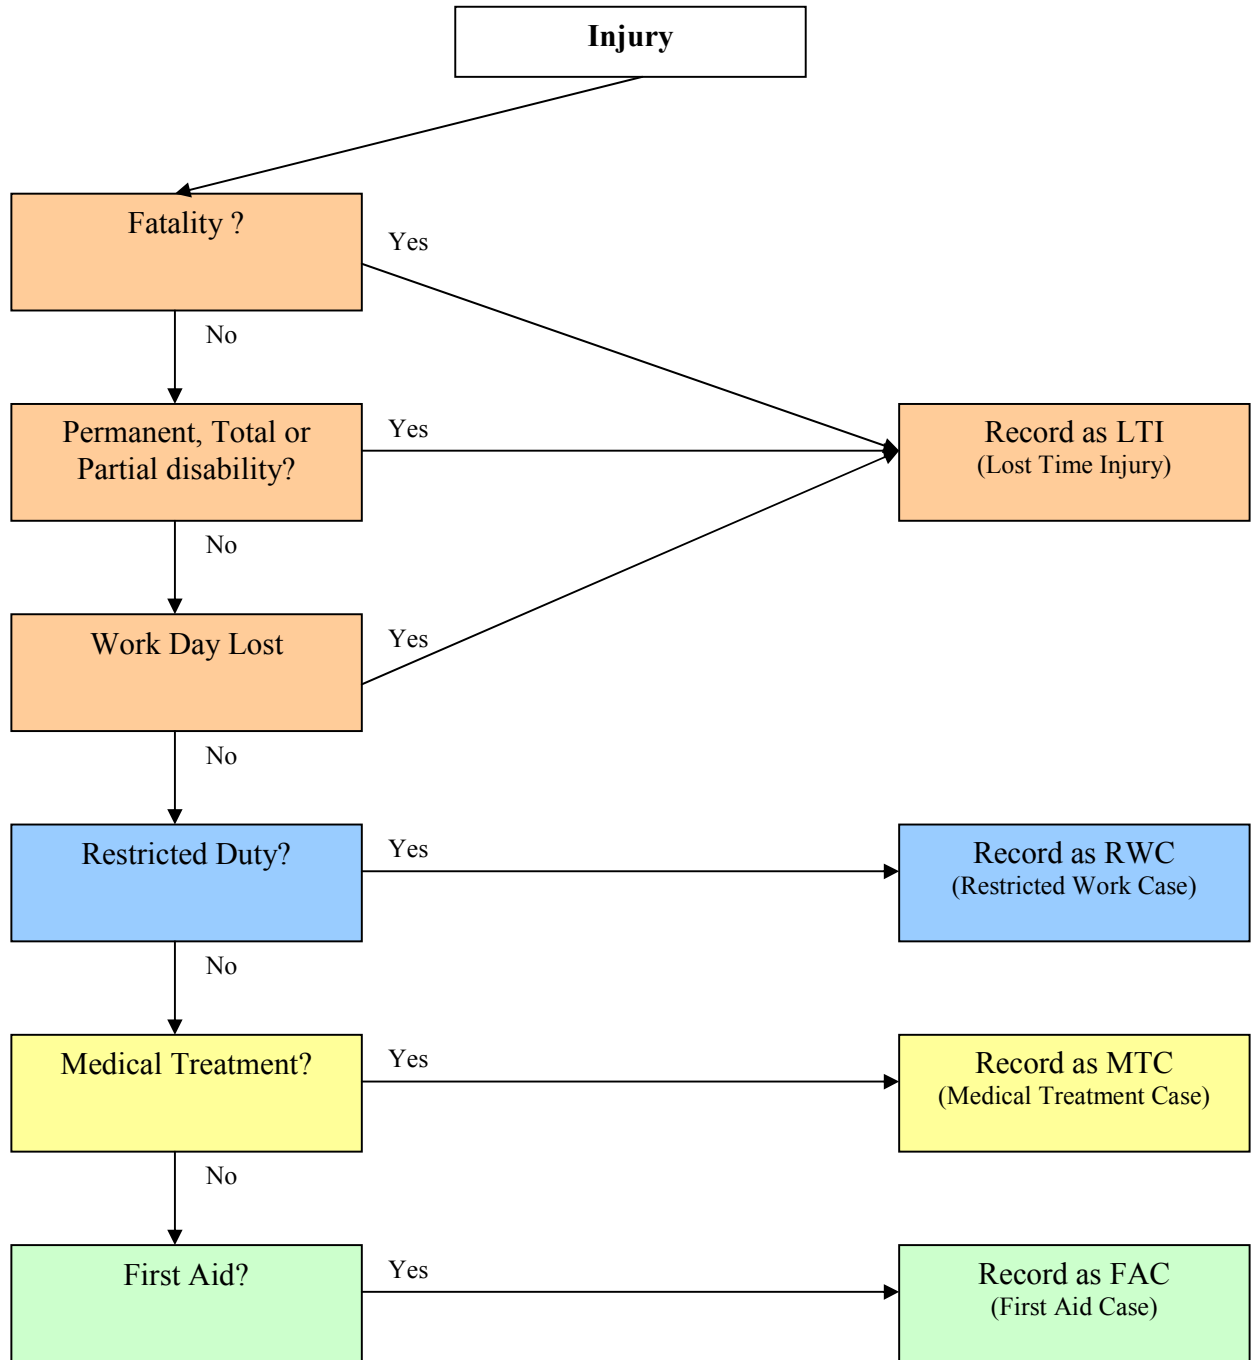 Injury
Fatality ?
Yes
No
Permanent, Total or
Partial disability?
Yes
Record as LTI
(Lost Time Injury)
No
Work Day Lost
Yes
No
Restricted Duty?
Yes
Record as RWC
(Restricted Work Case)
No
Medical Treatment?
Yes
Record as MTC
(Medical Treatment Case)
No
First Aid?
Yes
Record as FAC
(First Aid Case)